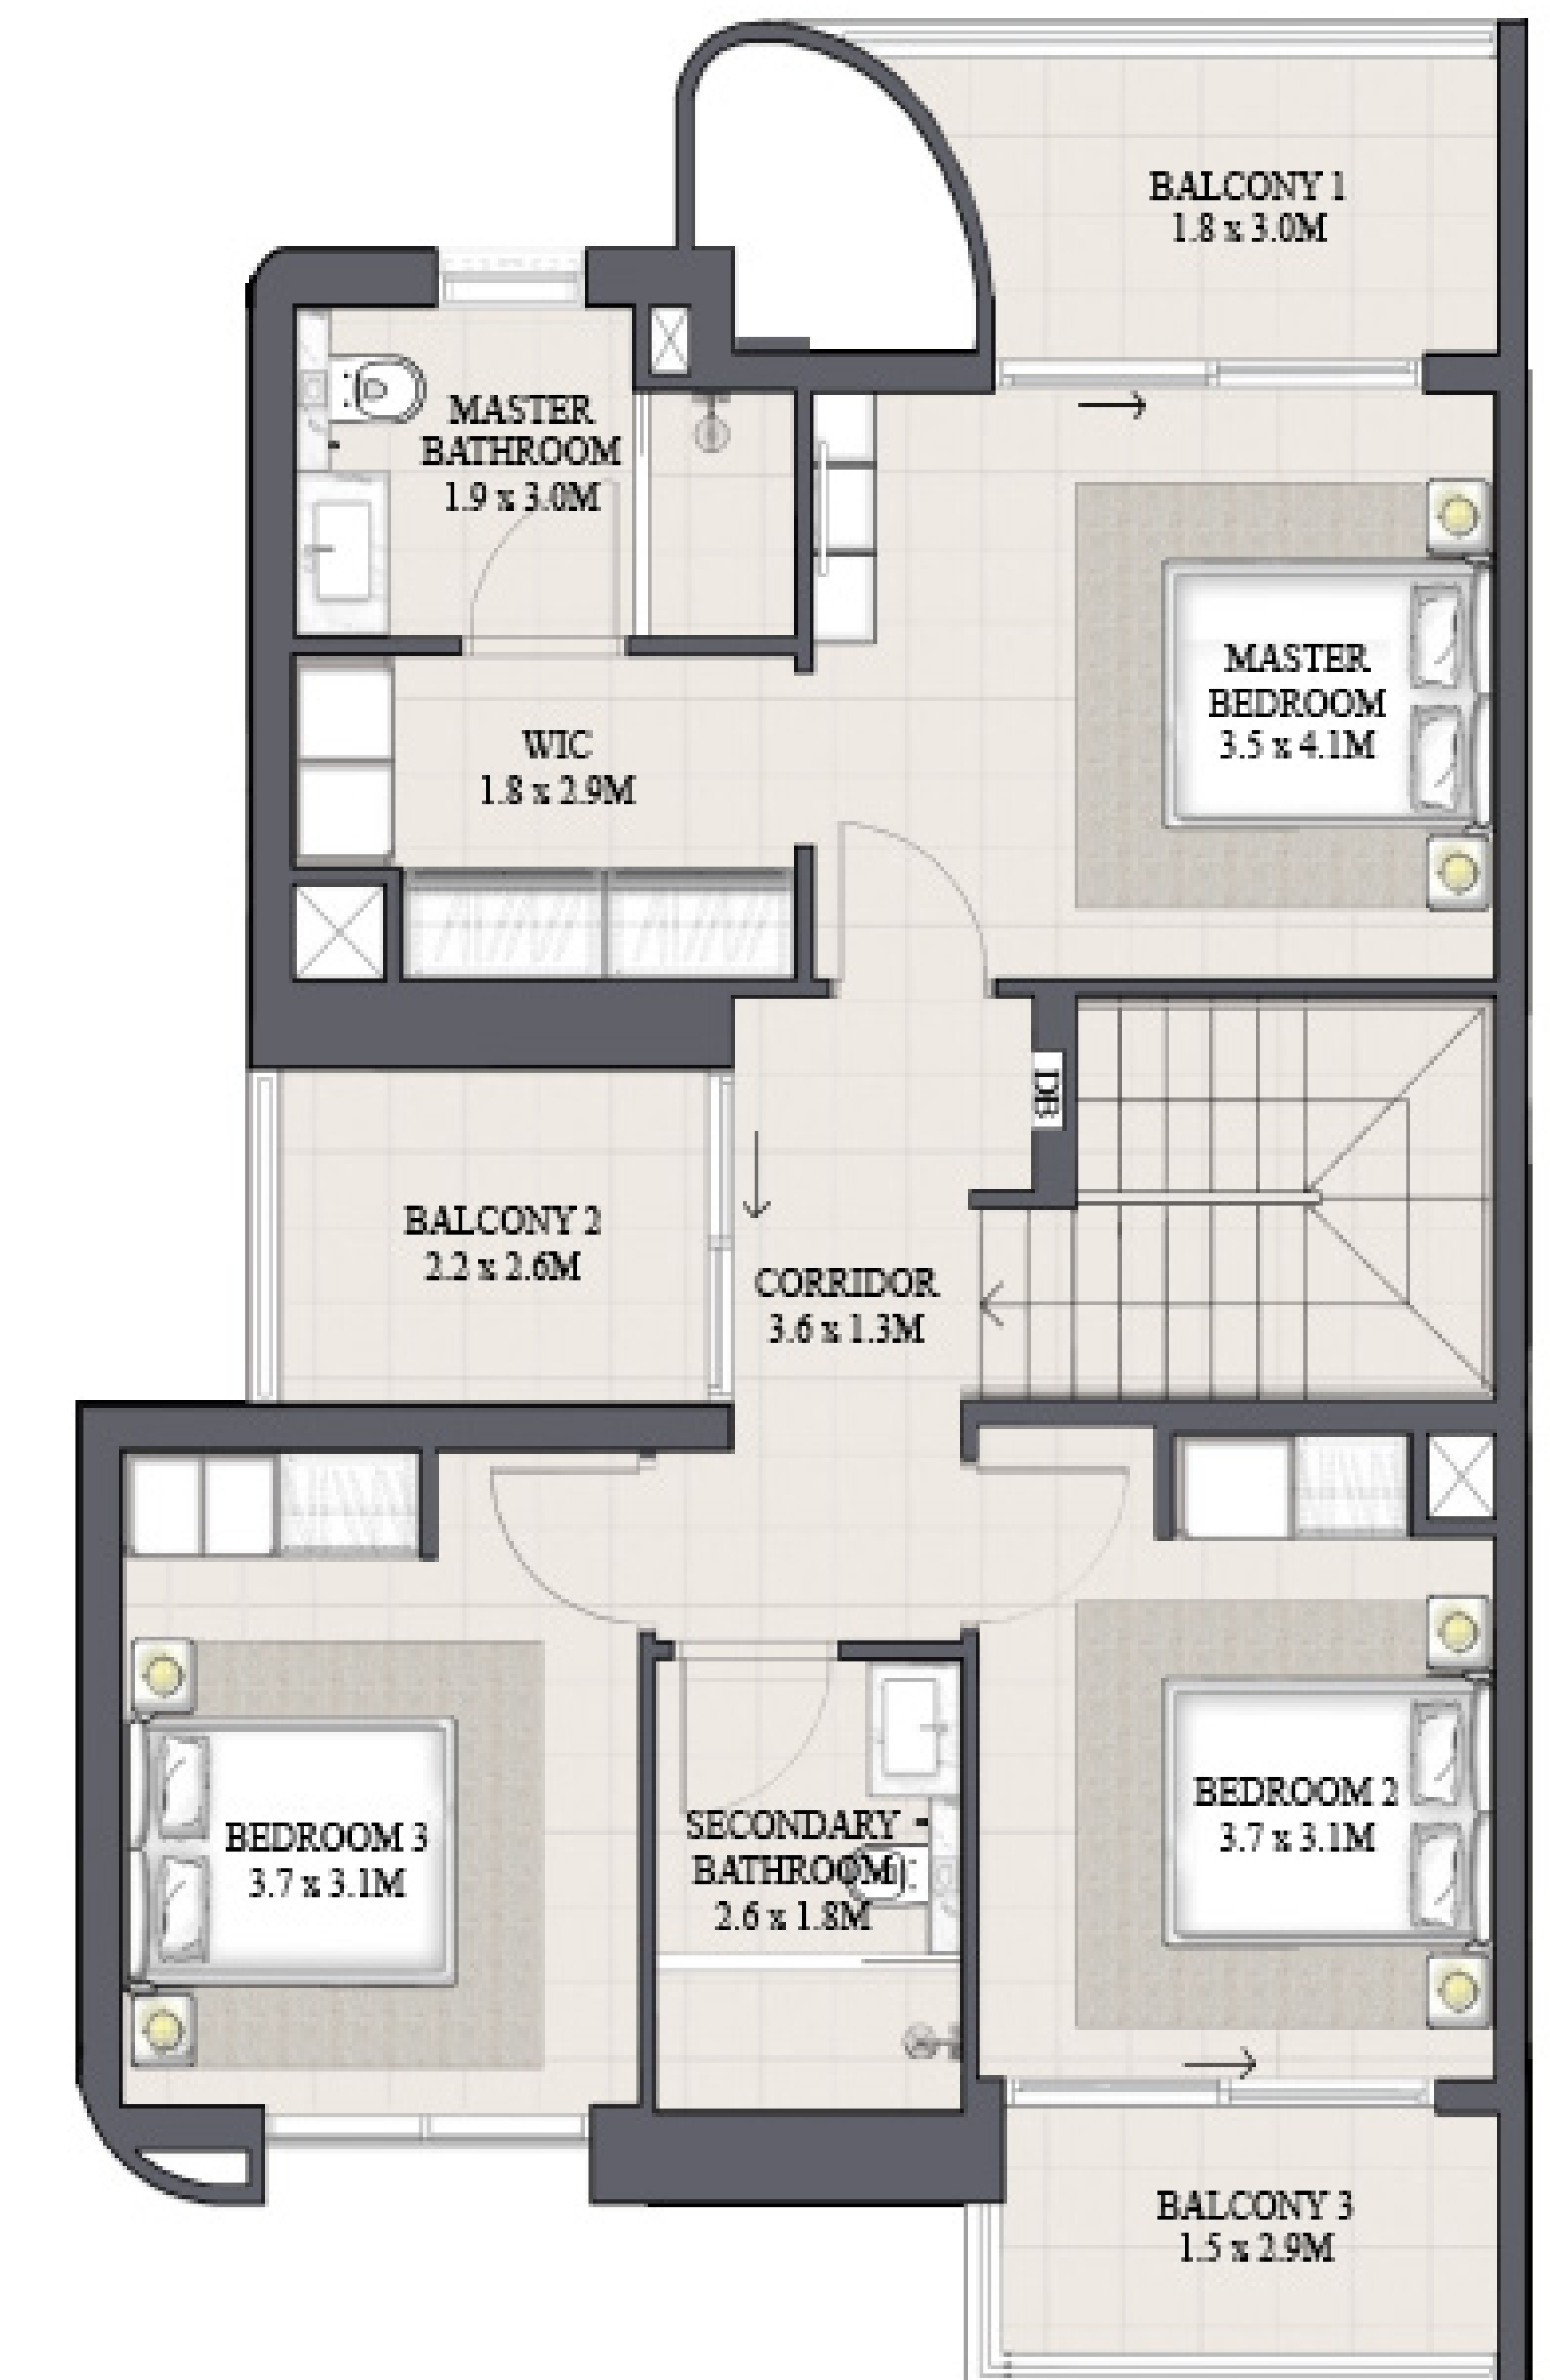 BALCONY 1
1.8 x 3.0M
MASTER
BATHROOM
1.9 x 3.0M
MASTER
BEDROOM
3.5 x 4.1M
WIC
1.8 x 2.9M
DB
BALCONY 2
2.2 x 2.6M
CORRIDOR
3.6 x 1.3M
BEDROOM 3
3.7 x 3.1M
SECONDARY
BATHROOM
2.6 x 1.8M
BEDROOM 2
3.7 x 3.1M
BALCONY 3
1.5 x 2.9M